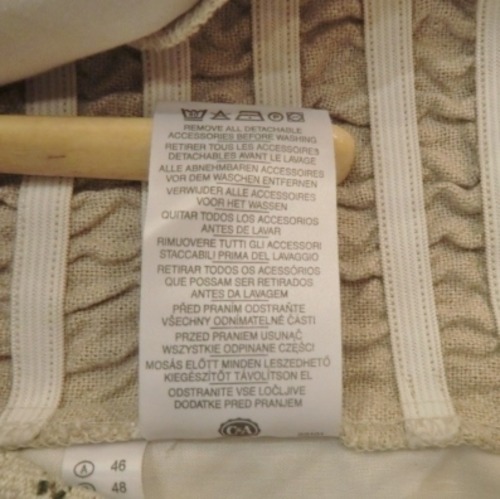 REMOVE ALL DETACHABLE
ACCESSORIES BEFORE WASHING
RETIRER TOUS LES ACCESSOIRES
DETACHABLES AVANT LE LAVAGE
ALLE ABNEHMBAREN ACCESSOIRES
VOR DEM WASCHEN ENTFERNEN
VERWIJDER ALLE ACCESSOIRES
VOOR HET WASSEN
QUITAR TODOS LOS ACCESORIOS
ANTES DE LAVAR
RIMUOVERE TUTTI GLI ACCESSORI
STACCABILI PRIMA DEL LAVAGGIO
RETIRAR TODOS OS ACESSÓRIOS
QUE POSSAM SER RETIRADOS
ANTES DA LAVAGEM
PŘED PRANÍM ODSTRAŇTE
VŠECHNY ODNÍMATELNÉ ČÁSTI
PRZED PRANIEM USUNĄĆ
WSZYSTKIE ODPINANE CZĘŚCI
MOSÁS ELŐTT MINDEN LESZEDHETŐ
KIEGÉSZÍTŐT TÁVOLÍTSON EL
ODSTRANITE VSE LOČLJIVE
DODATKE PRED PRANJEM
C&A
A 46
48